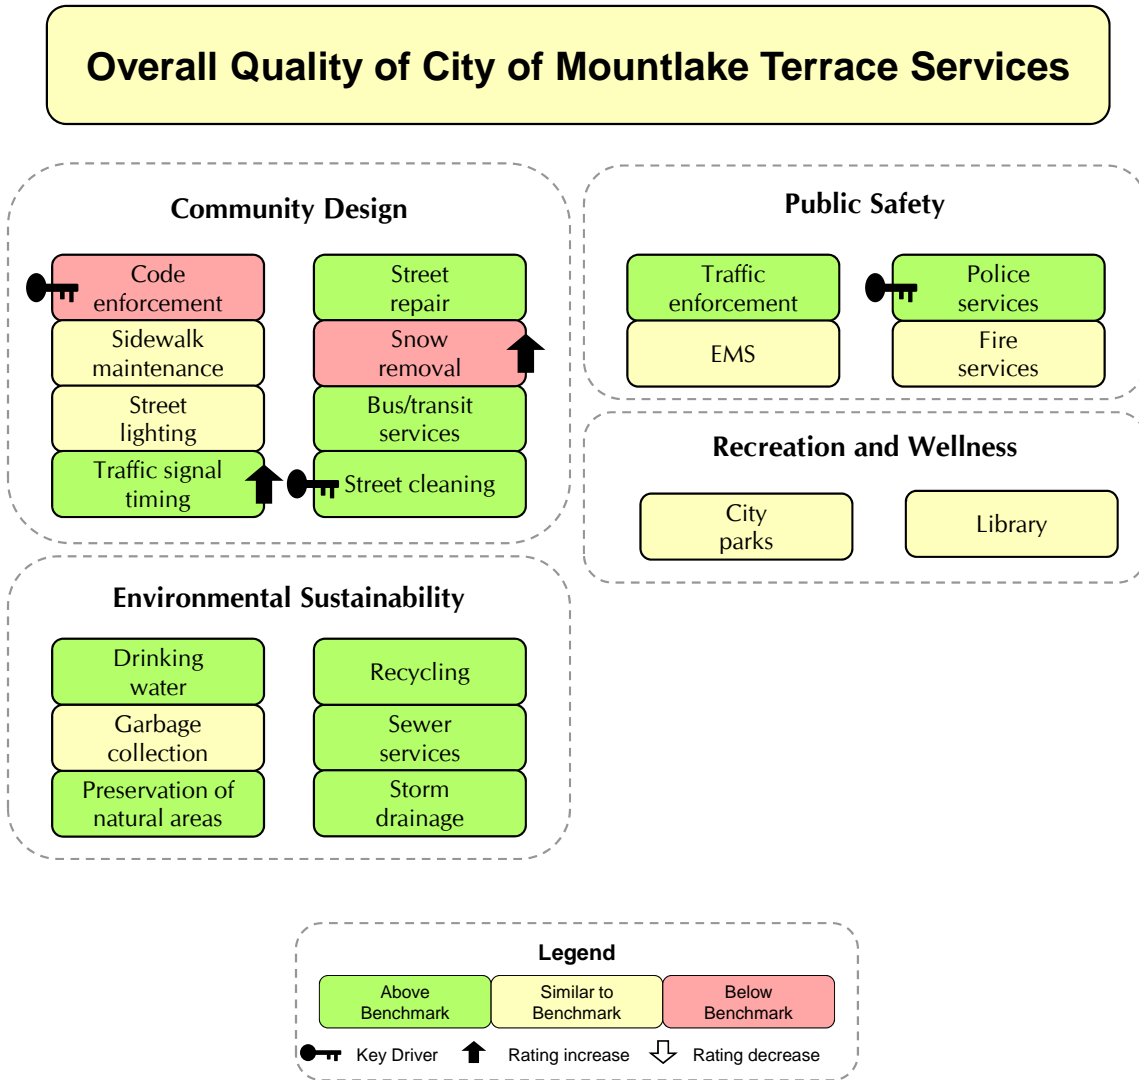 Overall Quality of City of Mountlake Terrace Services
Community Design
Code
enforcement
Sidewalk
maintenance
Street
lighting
Traffic signal
timing
Street
repair
Snow
removal
Bus/transit
services
Street cleaning
Environmental Sustainability
Drinking
water
Garbage
collection
Preservation of
natural areas
Recycling
Sewer
services
Storm
drainage
Public Safety
Traffic
enforcement
EMS
Police
services
Fire
services
Recreation and Wellness
City
parks
Library
Legend
Above
Benchmark
Similar to
Benchmark
Below
Benchmark
Key Driver
Rating increase
Rating decrease